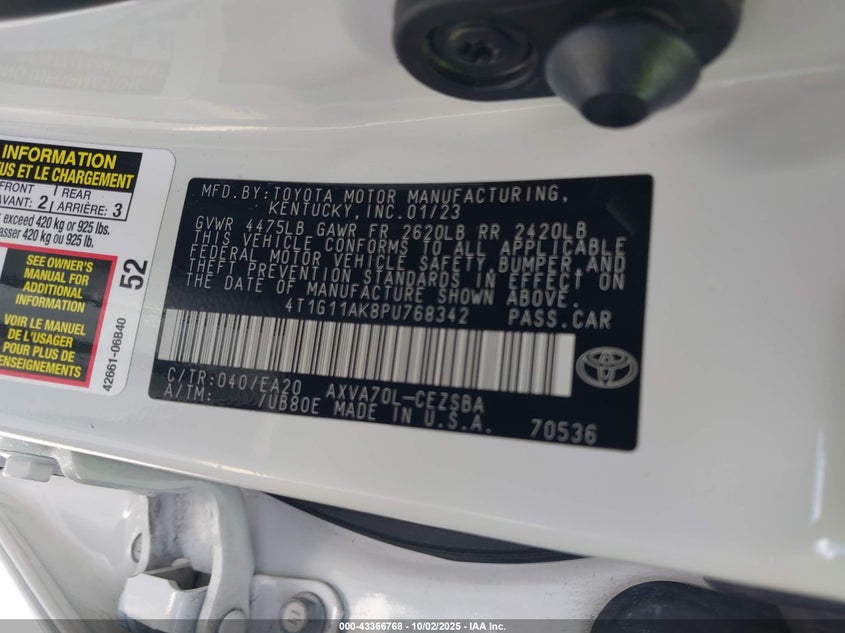 INFORMATION
US ET LE CHARGEMENT
FRONT REAR
AVANT: 2 ARRIÈRE: 3
exceed 420 kg or 925 lbs.
asser 420 kg ou 925 lb.
SEE OWNER'S
MANUAL FOR
ADDITIONAL
INFORMATION
VOIR LE MANUEL
DE L'USAGER
POUR PLUS DE
RENSEIGNEMENTS
52
42661-06B40
MFD.BY:TOYOTA MOTOR MANUFACTURING,
KENTUCKY, INC.01/23
GVWR 4475LB GAWR FR 2620LB RR 2420LB
THIS VEHICLE CONFORMS TO ALL APPLICABLE
FEDERAL MOTOR VEHICLE SAFETY, BUMPER, AND
THEFT PREVENTION STANDARDS IN EFFECT ON
THE DATE OF MANUFACTURE SHOWN ABOVE.
4T1G11AK8PU768342 PASS.CAR
C/TR:040/EA20 AXVA70L-CEZSBA
A/TM: UB80E MADE IN U.S.A.
70536
000-43366768 - 10/02/2025 - IAA Inc.